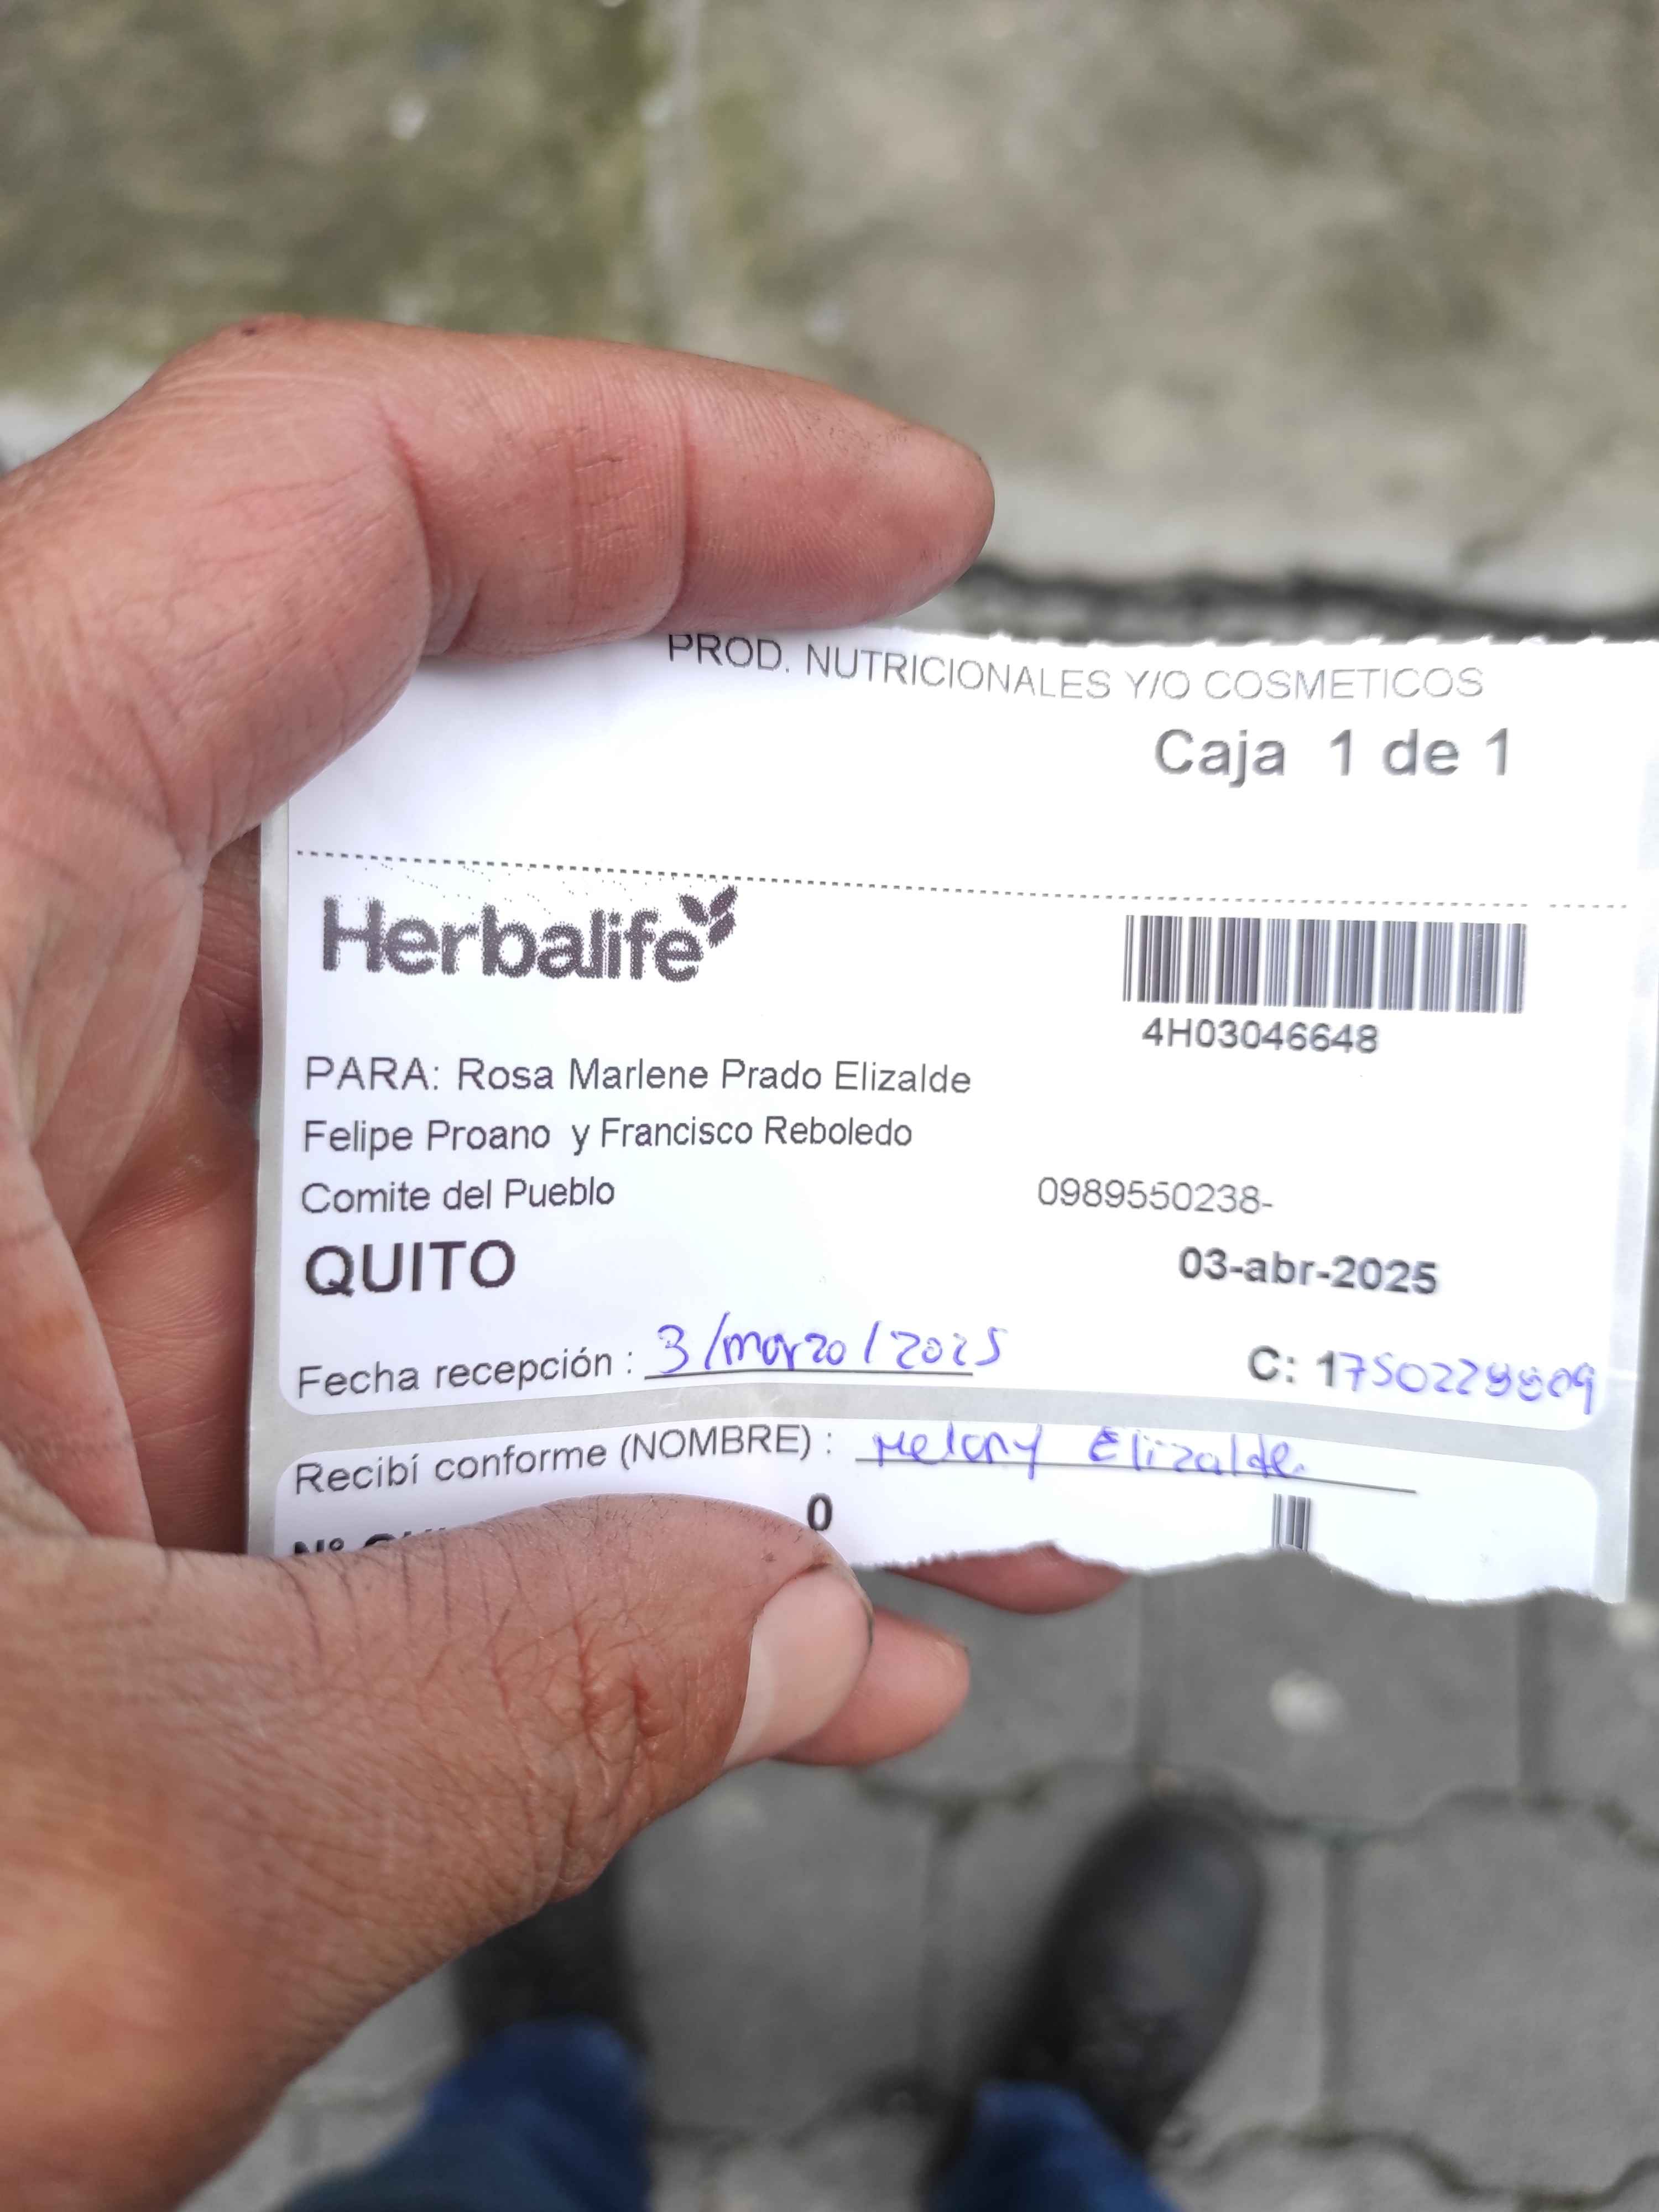 PROD. NUTRICIONALES Y/O COSMETICOS
Caja 1 de 1
Herbalife
4H03046648
PARA: Rosa Marlene Prado Elizalde
Felipe Proano y Francisco Reboledo
Comite del Pueblo 0989550238-
QUITO 03-abr-2025
Fecha recepción : 3/marzo/2025 C:
Recibí conforme (NOMBRE) : Melany Elizalde.
Nº 0